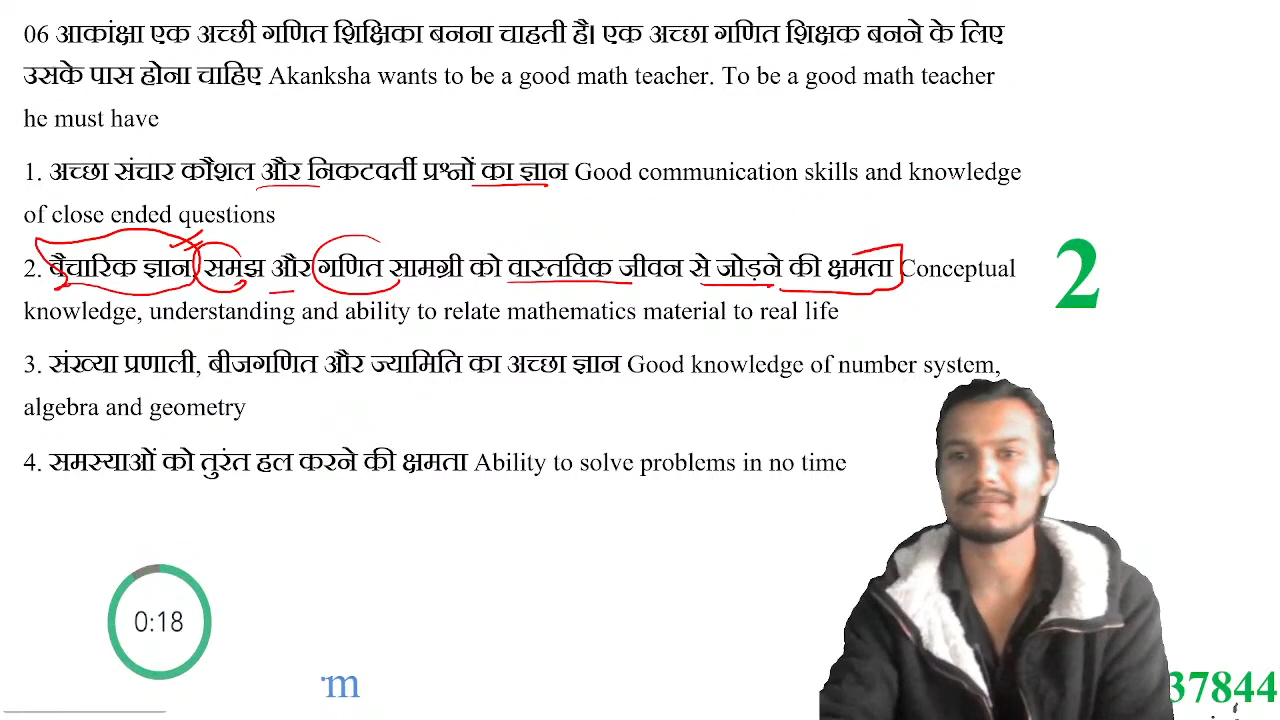 06 आकांक्षा एक अच्छी गणित शिक्षिका बनना चाहती है। एक अच्छा गणित शिक्षक बनने के लिए
उसके पास होना चाहिए Akanksha wants to be a good math teacher. To be a good math teacher
he must have
1. अच्छा संचार कौशल और निकटवर्ती प्रश्नों का ज्ञान Good communication skills and knowledge
of close ended questions
2. वैचारिक ज्ञान समझ और गणित सामग्री को वास्तविक जीवन से जोड़ने की क्षमता Conceptual
knowledge, understanding and ability to relate mathematics material to real life
2
3. संख्या प्रणाली, बीजगणित और ज्यामिति का अच्छा ज्ञान Good knowledge of number system,
algebra and geometry
4. समस्याओं को तुरंत हल करने की क्षमता Ability to solve problems in no time
0:18
m
37844